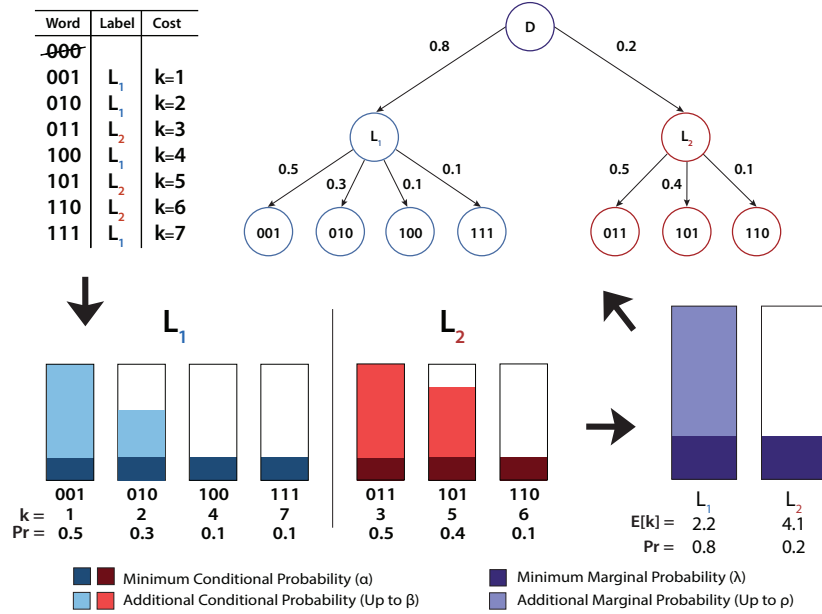 Word Label Cost
000
001 L1 k=1
010 L1 k=2
011 L2 k=3
100 L1 k=4
101 L2 k=5
110 L2 k=6
111 L1 k=7
D
0.8 0.2
L1 L2
0.5 0.3 0.1 0.1 0.5 0.4 0.1
001 010 100 111 011 101 110
L1 L2
001 010 100 111 011 101 110
k = 1 2 4 7 3 5 6
Pr = 0.5 0.3 0.1 0.1 0.5 0.4 0.1
L1 L2
E[k] = 2.2 4.1
Pr = 0.8 0.2
Minimum Conditional Probability (α)
Additional Conditional Probability (Up to β)
Minimum Marginal Probability (λ)
Additional Marginal Probability (Up to ρ)